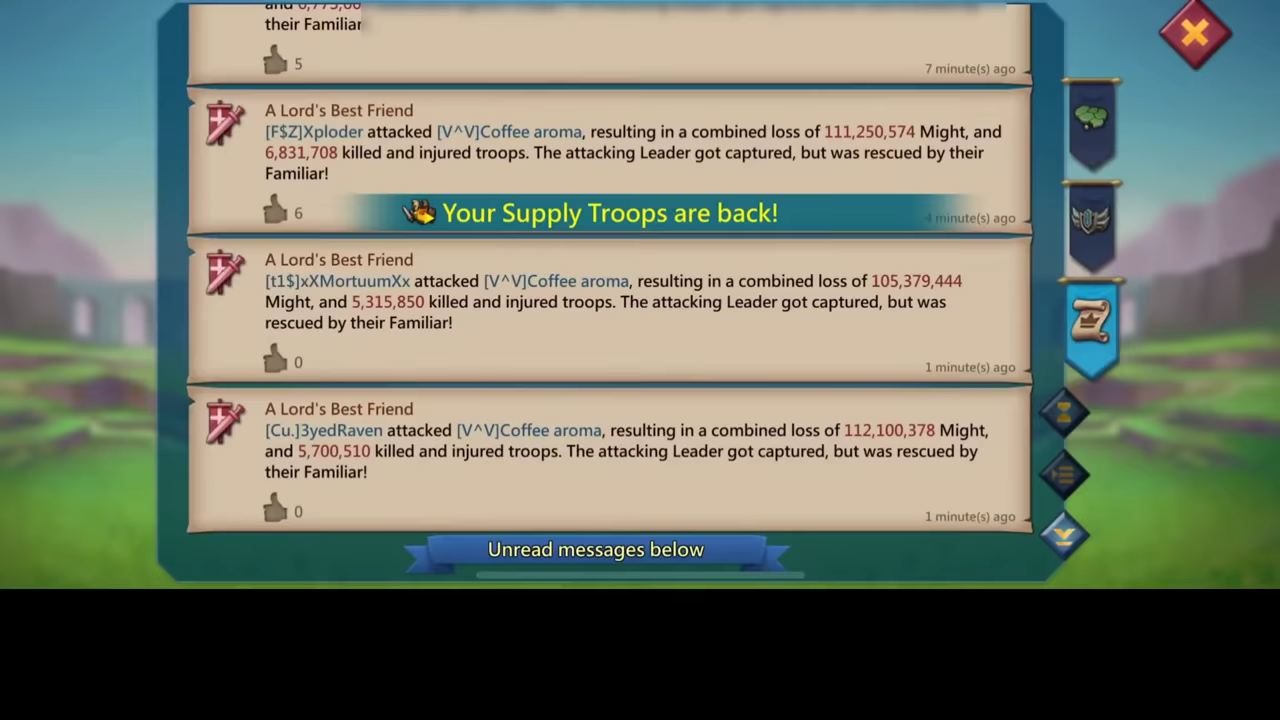 their Familiar
5
7 minute(s) ago
A Lord's Best Friend
[F$Z]Xploder attacked [V^V]Coffee aroma, resulting in a combined loss of 111,250,574 Might, and
6,831,708 killed and injured troops. The attacking Leader got captured, but was rescued by their
Familiar!
6
Your Supply Troops are back!
4 minute(s) ago
A Lord's Best Friend
[t1$]xXMortuumXx attacked [V^V]Coffee aroma, resulting in a combined loss of 105,379,444
Might, and 5,315,850 killed and injured troops. The attacking Leader got captured, but was
rescued by their Familiar!
0
1 minute(s) ago
A Lord's Best Friend
[Cu.]3yedRaven attacked [V^V]Coffee aroma, resulting in a combined loss of 112,100,378 Might,
and 5,700,510 killed and injured troops. The attacking Leader got captured, but was rescued by
their Familiar!
0
1 minute(s) ago
Unread messages below